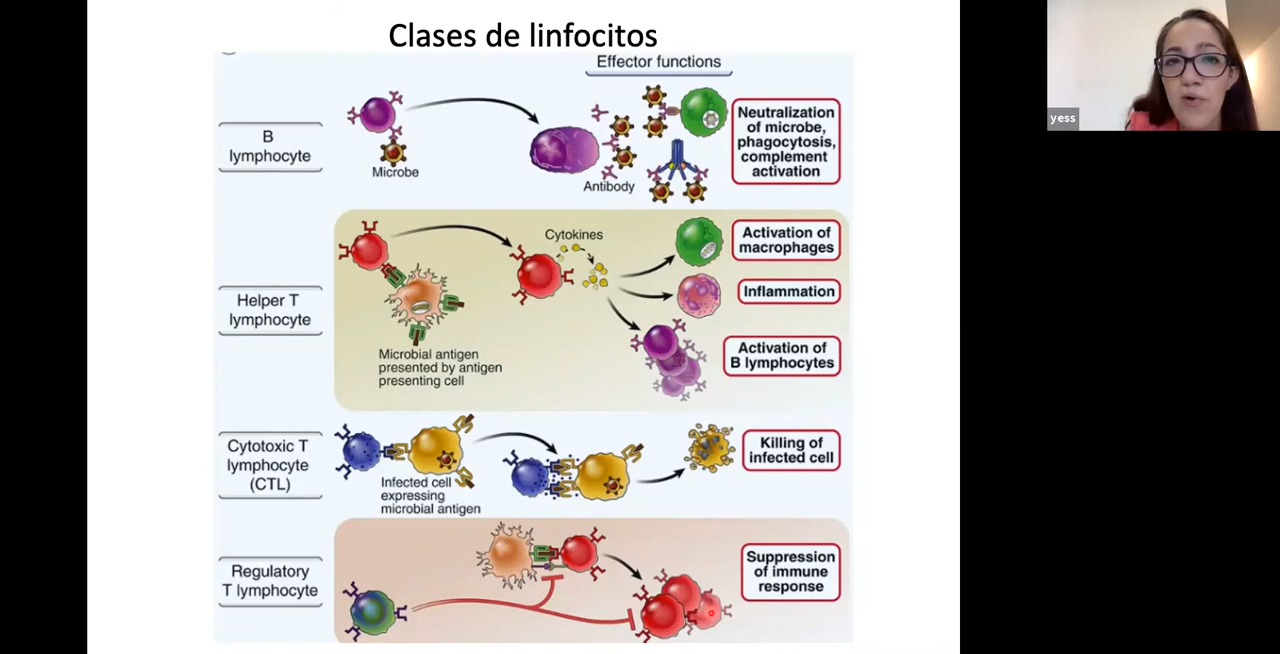 Clases de linfocitos
Effector functions
B
lymphocyte
Microbe
Antibody
Neutralization
of microbe,
phagocytosis,
complement
activation
Helper T
lymphocyte
Microbial antigen
presented by antigen
presenting cell
Cytokines
Activation of
macrophages
Inflammation
Activation of
B lymphocytes
Cytotoxic T
lymphocyte
(CTL)
Infected cell
expressing
microbial antigen
Killing of
infected cell
Regulatory
T lymphocyte
Suppression
of immune
response
yess